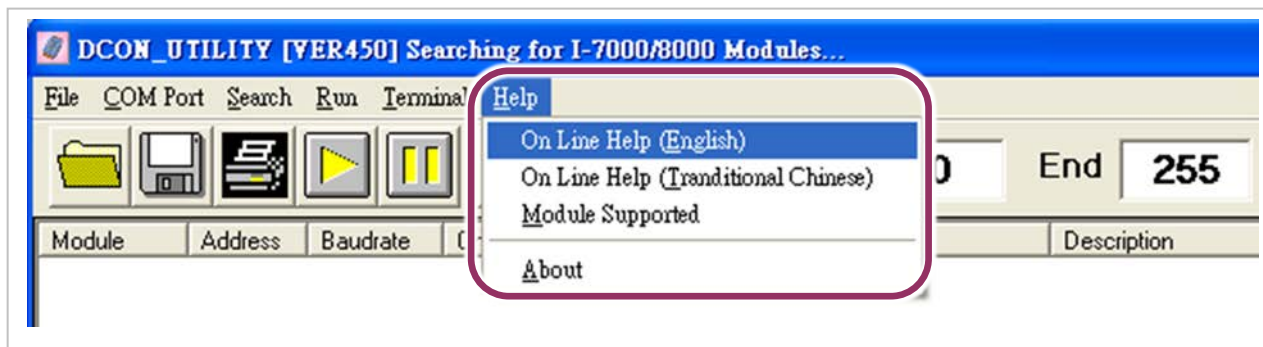 DCON_UTILITY [VER450] Searching for I-7000/8000 Modules...
File COM Port Search Run Terminal Help
On Line Help (English)
On Line Help (Tranditional Chinese)
Module Supported
About
End 255
Module Address Baudrate Description